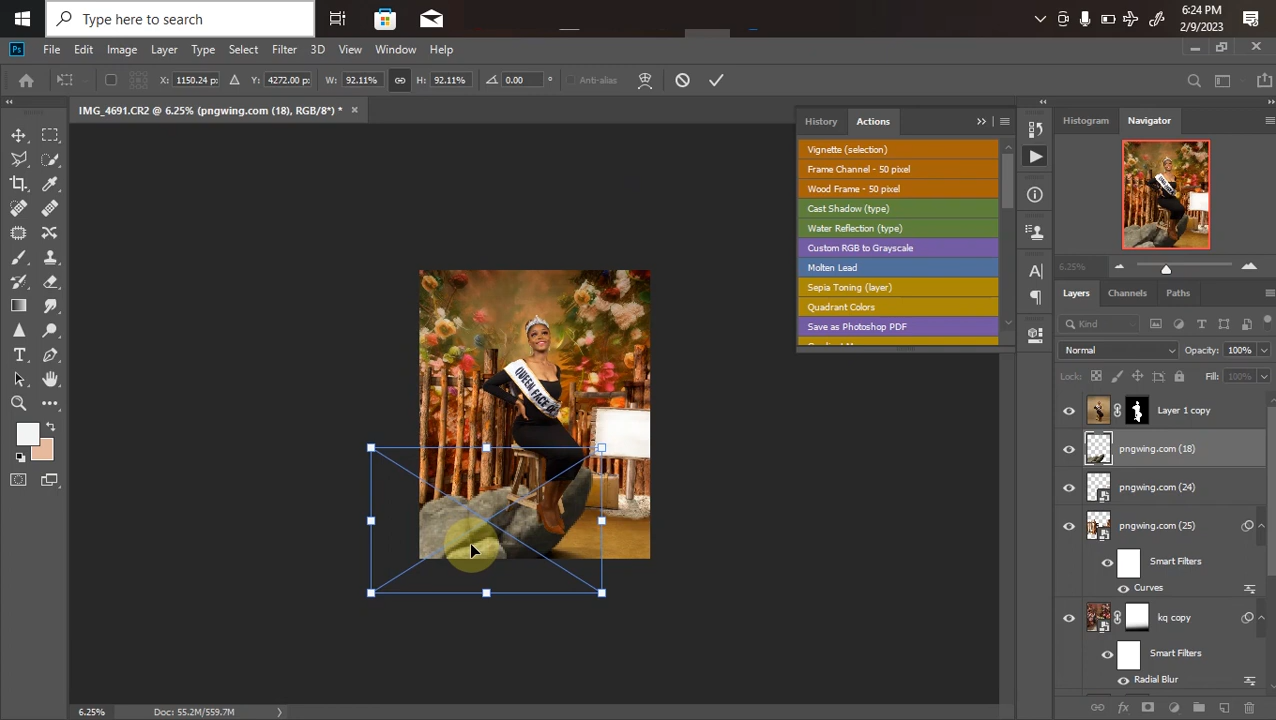 Type here to search
6:24 PM
2/9/2023
Ps File Edit Image Layer Type Select Filter 3D View Window Help
X: 1150.24 px Y: 4272.00 px W: 92.11% H: 92.11% 0.00 ° Anti-alias
IMG_4691.CR2 @ 6.25% (pngwing.com (18), RGB/8*) *
History Actions
Vignette (selection)
Frame Channel - 50 pixel
Wood Frame - 50 pixel
Cast Shadow (type)
Water Reflection (type)
Custom RGB to Grayscale
Molten Lead
Sepia Toning (layer)
Quadrant Colors
Save as Photoshop PDF
Histogram Navigator
6.25%
Layers Channels Paths
Kind
Normal Opacity: 100%
Lock: Fill: 100%
Layer 1 copy
pngwing.com (18)
pngwing.com (24)
pngwing.com (25)
Smart Filters
Curves
kq copy
Smart Filters
Radial Blur
QUEEN FACE
6.25% Doc: 55.2M/559.7M